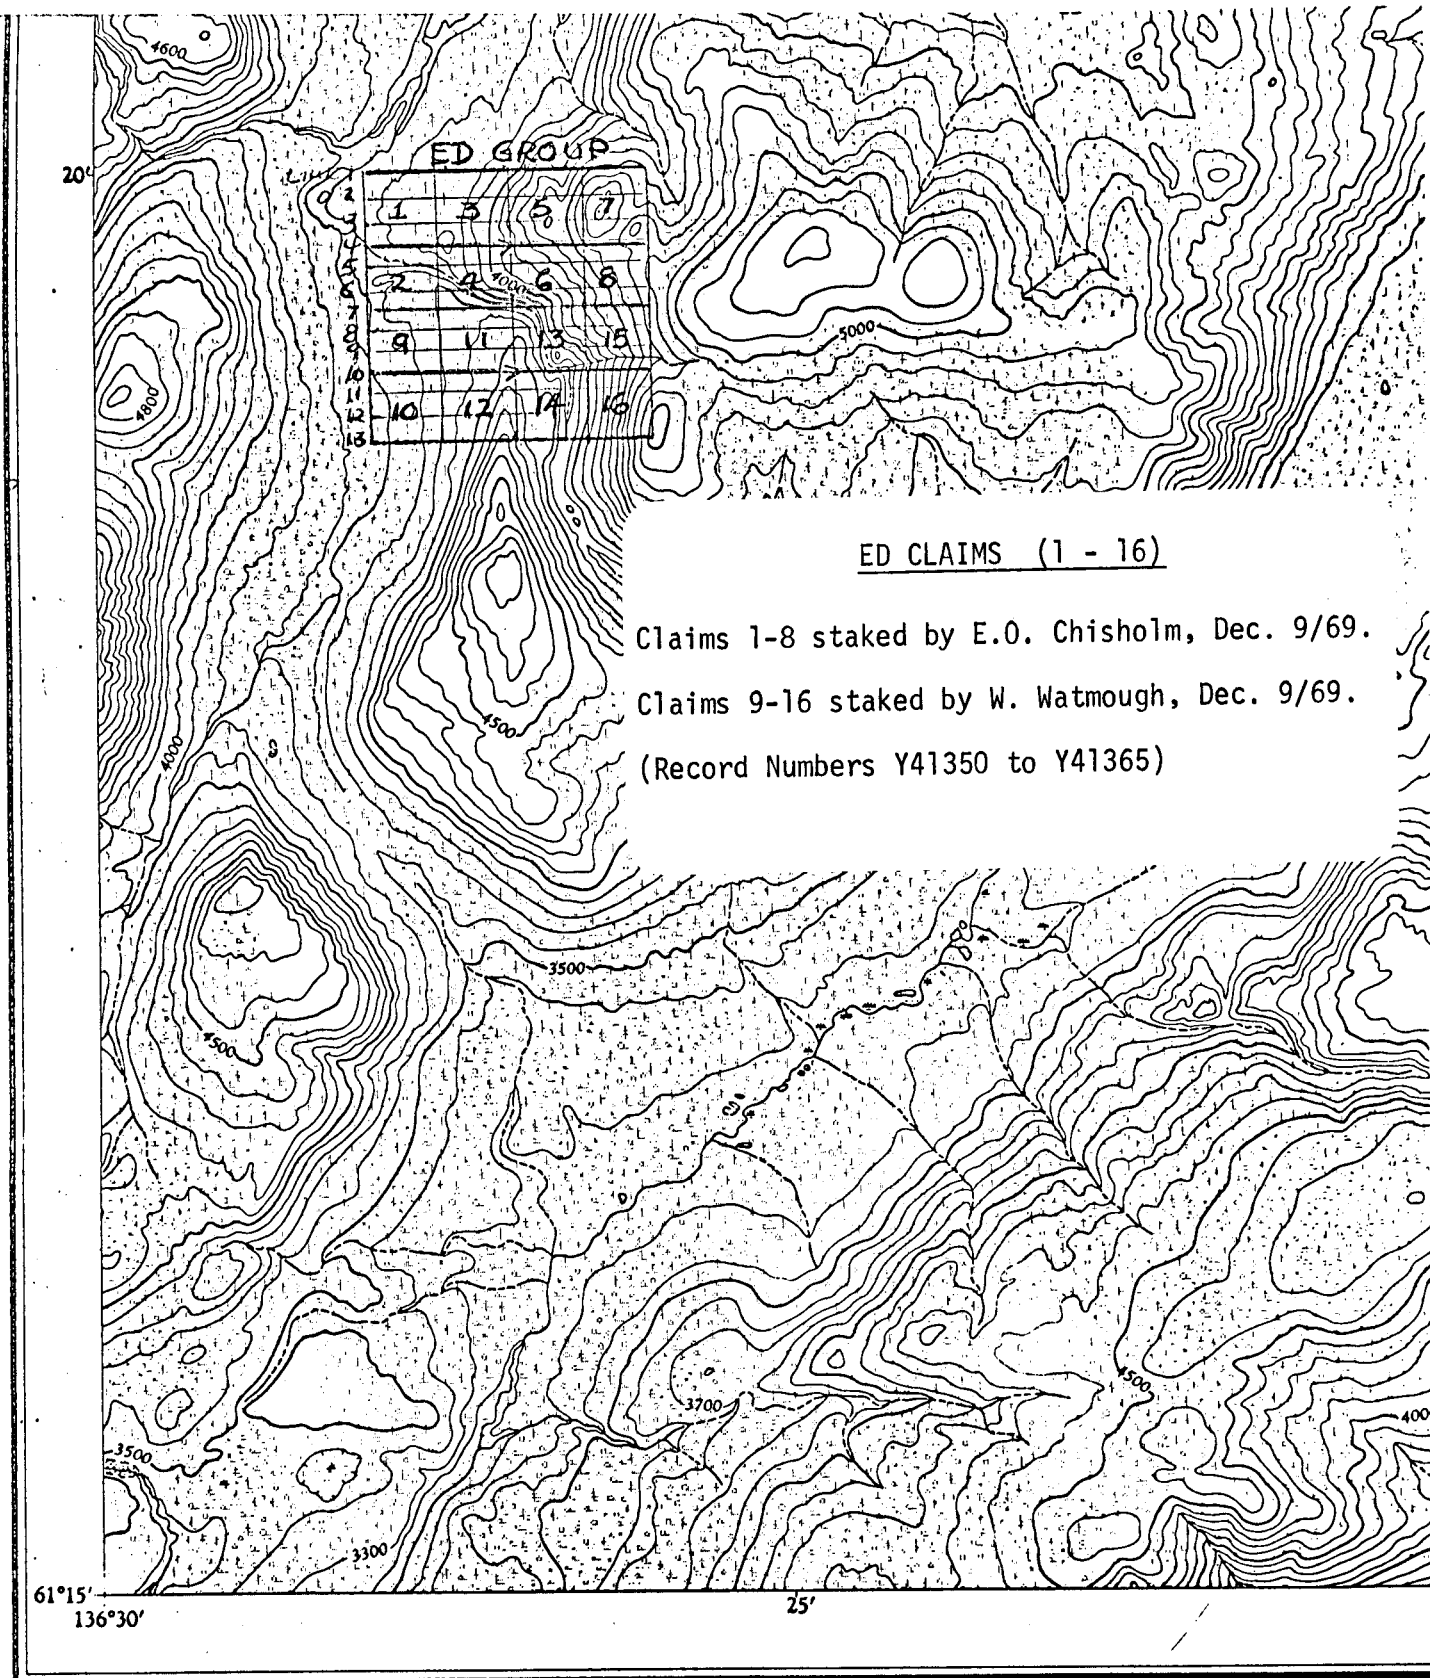 4600
ED GROUP
20'
LINE 1
2
1 3 5 7
3
4
5
2 4 4000 6 8
6
7
8
9 11 13 15
9
10
11
10 12 14 16
12
13
5000
4800
ED CLAIMS (1 - 16)
Claims 1-8 staked by E.O. Chisholm, Dec. 9/69.
Claims 9-16 staked by W. Watmough, Dec. 9/69.
(Record Numbers Y41350 to Y41365)
4500
4000
3500
4500
4500
3700
400
3500
3300
61°15'
136°30'
25'